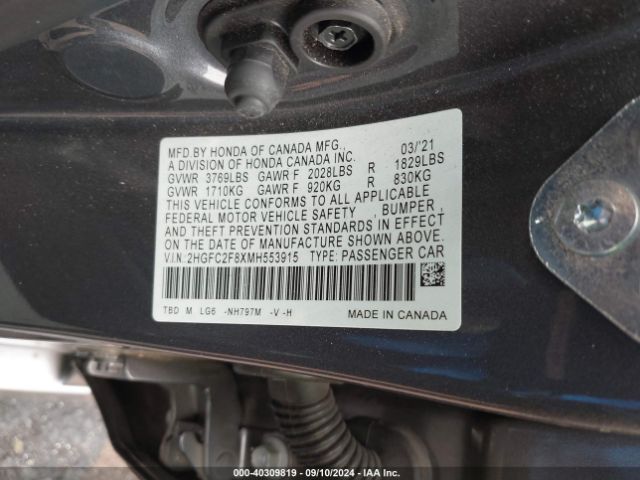 MFD.BY HONDA OF CANADA MFG., 03/'21
A DIVISION OF HONDA CANADA INC.
GVWR 3769LBS GAWR F 2028LBS R 1829LBS
GVWR 1710KG GAWR F 920KG R 830KG
THIS VEHICLE CONFORMS TO ALL APPLICABLE
FEDERAL MOTOR VEHICLE SAFETY , BUMPER ,
AND THEFT PREVENTION STANDARDS IN EFFECT
ON THE DATE OF MANUFACTURE SHOWN ABOVE.
V.I.N: 2HGFC2F8XMH553915 TYPE: PASSENGER CAR
TBD M LG6 -NH797M -V -H MADE IN CANADA
000-40309819 - 09/10/2024 - IAA Inc.